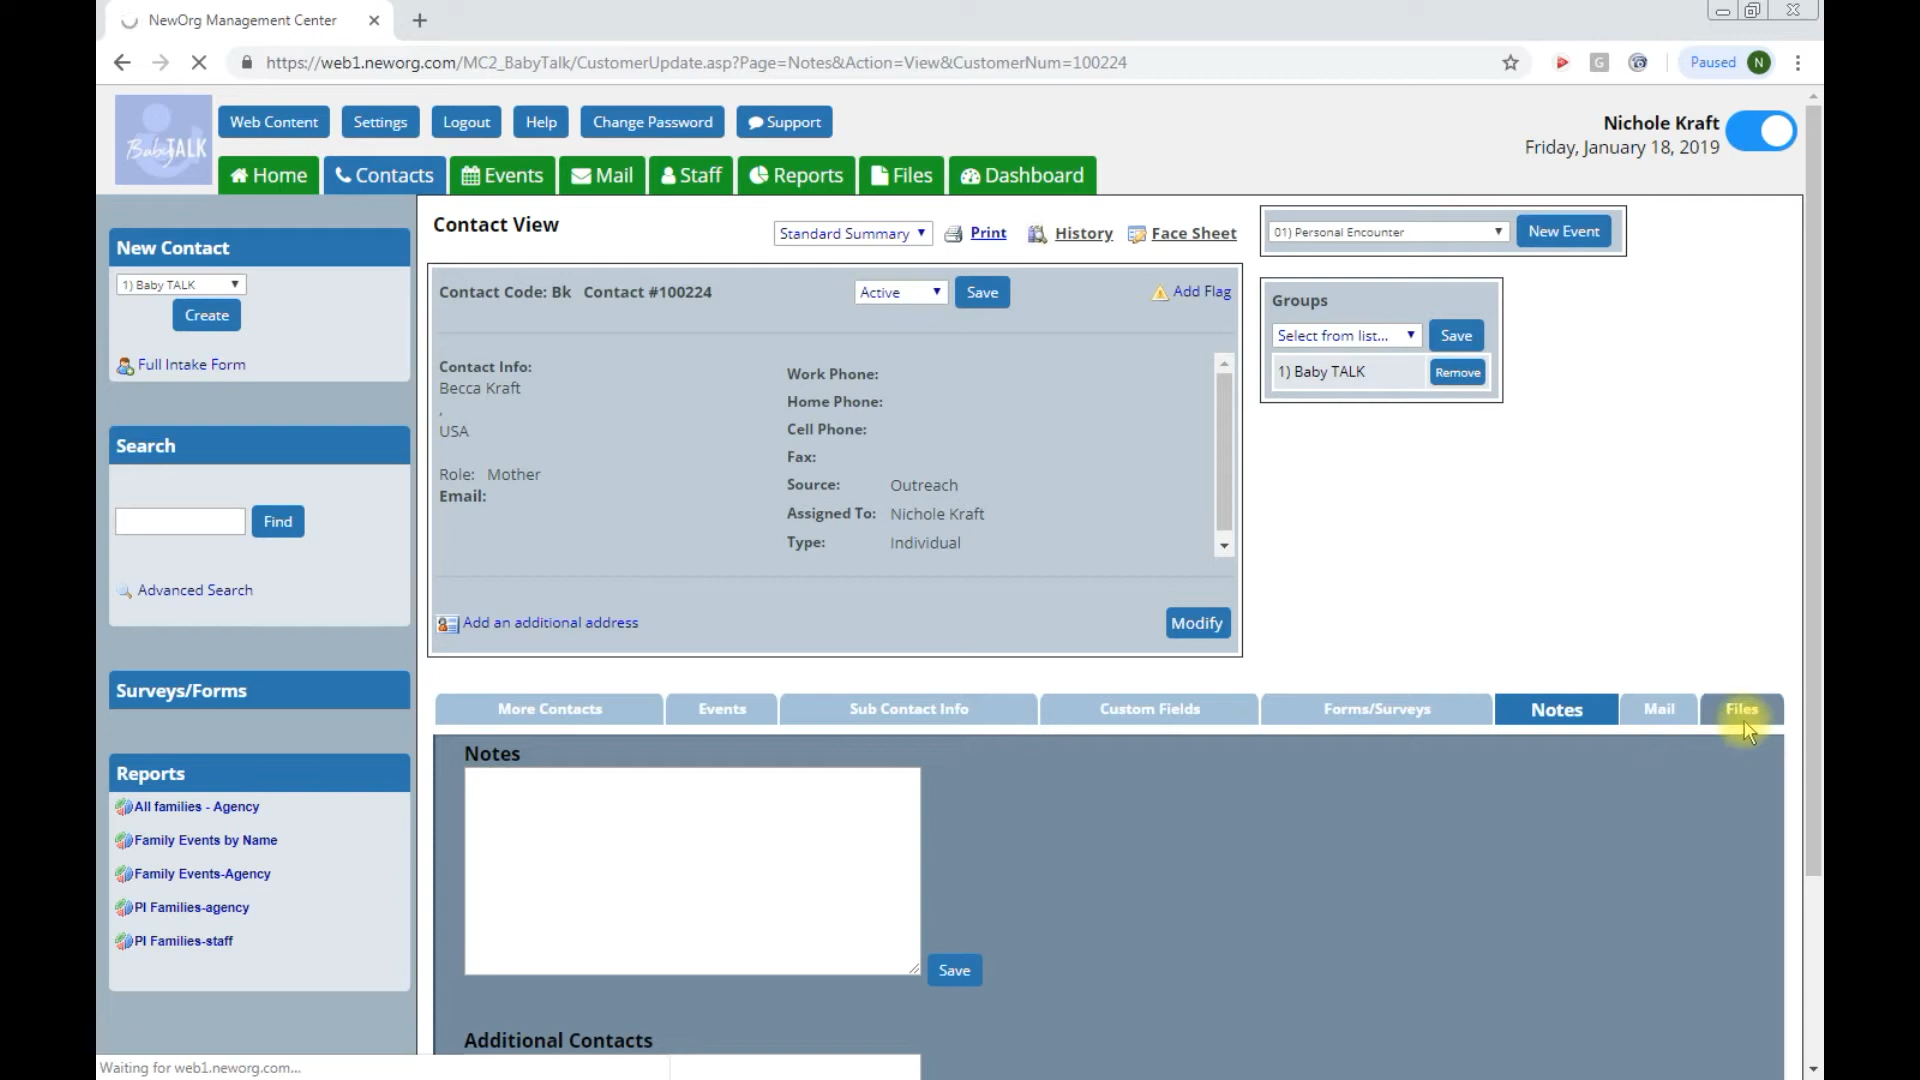 NewOrg Management Center
https://web1.neworg.com/MC2_BabyTalk/CustomerUpdate.asp?Page=Notes&Action=View&CustomerNum=100224
G
Paused N
BabyTALK
Web Content Settings Logout Help Change Password Support
Nichole Kraft
Friday, January 18, 2019
Home Contacts Events Mail Staff Reports Files Dashboard
New Contact
1) Baby TALK
Create
Full Intake Form
Search
Find
Advanced Search
Surveys/Forms
Reports
All families - Agency
Family Events by Name
Family Events-Agency
PI Families-agency
PI Families-staff
Contact View
Standard Summary Print History Face Sheet
01) Personal Encounter New Event
Contact Code: Bk Contact #100224 Active Save Add Flag
Contact Info:
Becca Kraft
,
USA
Role: Mother
Email:
Work Phone:
Home Phone:
Cell Phone:
Fax:
Source: Outreach
Assigned To: Nichole Kraft
Type: Individual
Add an additional address Modify
Groups
Select from list... Save
1) Baby TALK Remove
More Contacts Events Sub Contact Info Custom Fields Forms/Surveys Notes Mail Files
Notes
Save
Additional Contacts
Waiting for web1.neworg.com...